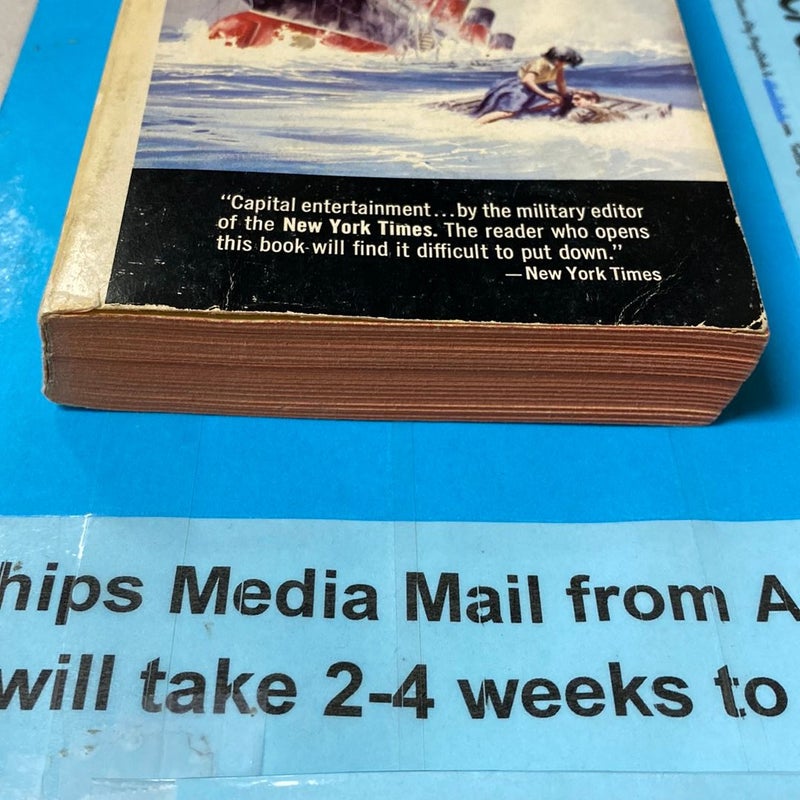 “Capital entertainment...by the military editor
of the New York Times. The reader who opens
this book will find it difficult to put down.”
—New York Times
hips Media Mail from A
will take 2-4 weeks to